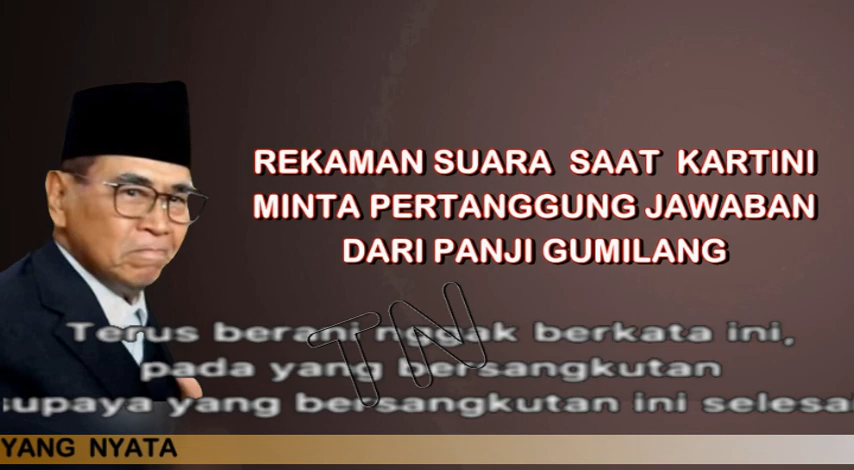 REKAMAN SUARA SAAT KARTINI
MINTA PERTANGGUNG JAWABAN
DARI PANJI GUMILANG
TN
Terus berani nggak berkata ini,
pada yang bersangkutan
supaya yang bersangkutan ini selesai
YANG NYATA